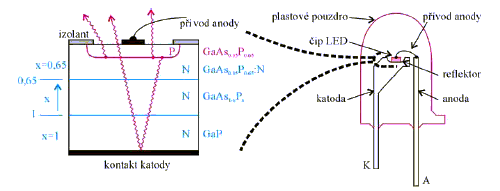 přívod anody
izolant
P
GaAs0,35P0,65
x=0,65
N
GaAs0,35P0,65:N
0,65
x
N
GaAs1-xPx
1
x=1
N
GaP
kontakt katody
plastové pouzdro
přívod anody
čip LED
reflektor
katoda
anoda
K
A